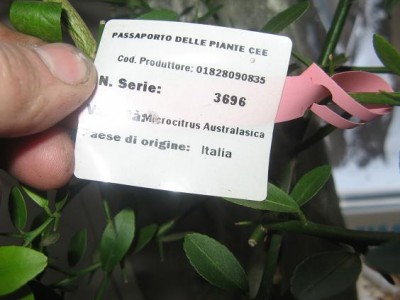 PASSAPORTO DELLE PIANTE CEE
Cod. Produttore: 01828090835
N. Serie: 3696
Microcitrus Australasica
Paese di origine: Italia